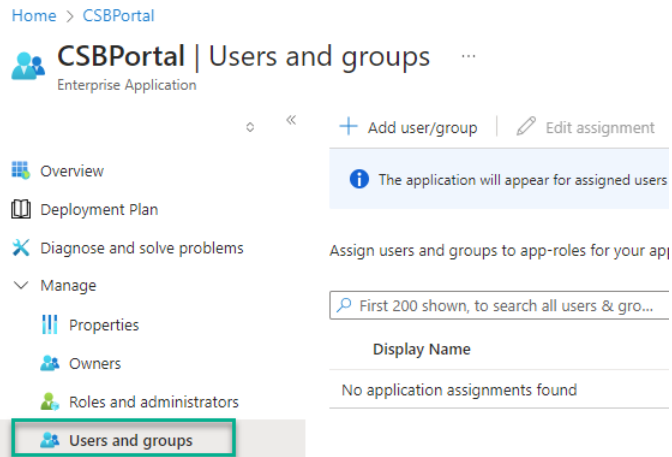 Home > CSBPortal
CSBPortal | Users and groups ...
Enterprise Application
Add user/group
Edit assignment
Overview
Deployment Plan
Diagnose and solve problems
Manage
Properties
Owners
Roles and administrators
Users and groups
The application will appear for assigned users
Assign users and groups to app-roles for your app
First 200 shown, to search all users & gro...
Display Name
No application assignments found